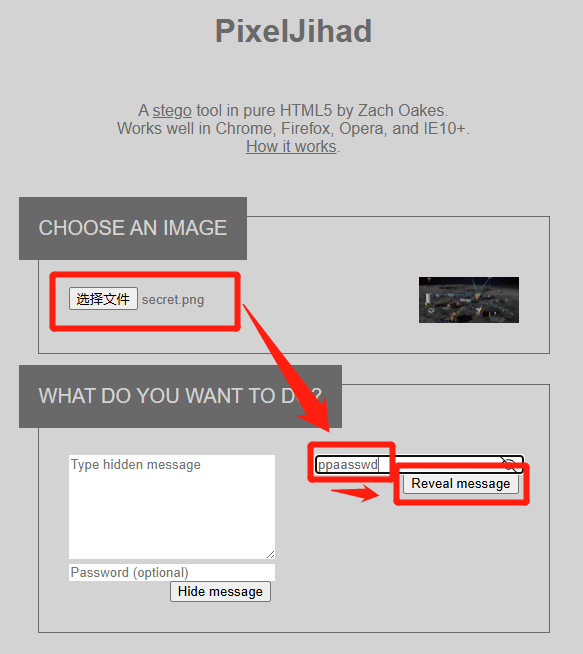 PixelJihad
A stego tool in pure HTML5 by Zach Oakes.
Works well in Chrome, Firefox, Opera, and IE10+.
How it works.
CHOOSE AN IMAGE
选择文件 secret.png
WHAT DO YOU WANT TO DO?
Type hidden message
ppaasswd
Reveal message
Password (optional)
Hide message